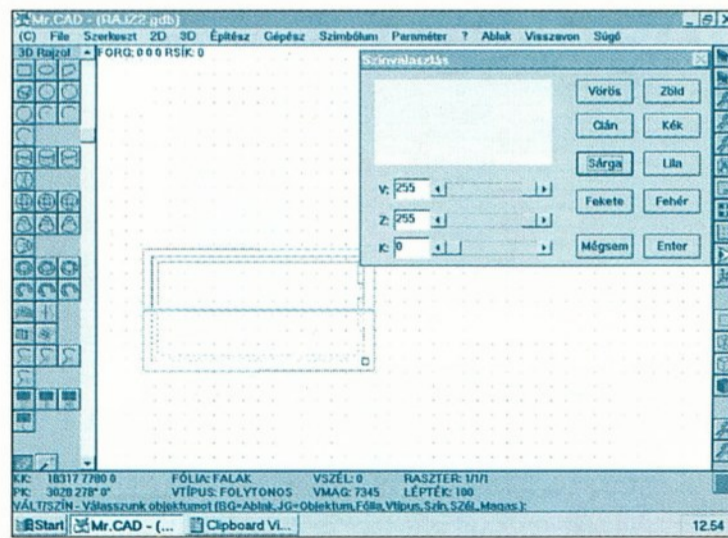 Mr.CAD - (RAJZ2.gdb)
(C) File Szerkeszt 2D 3D Építész Gépész Szimbólum Paraméter ? Ablak Visszavon Súgó
3D Rajzol
FORG: 0 0 0 RSÍK: 0
Színválasztás
Vörös Zöld
Cián Kék
Sárga Lila
Fekete Fehér
Mégsem Enter
V: 255
Z: 255
K: 0
KK: 18317 7780 0 FÓLIA: FALAK VSZÉL: 0 RASZTER: 1/1/1
PK: 3028 278° 0° VTÍPUS: FOLYTONOS VMAG: 7345 LÉPTÉK: 100
VÁLT/SZÍN - Válasszunk objektumot (BG=Ablak, JG=Objektum, Fólia, Vtípus, Szín, SZéL, Magas.):
Start Mr.CAD - (... Clipboard Vi... 12.54